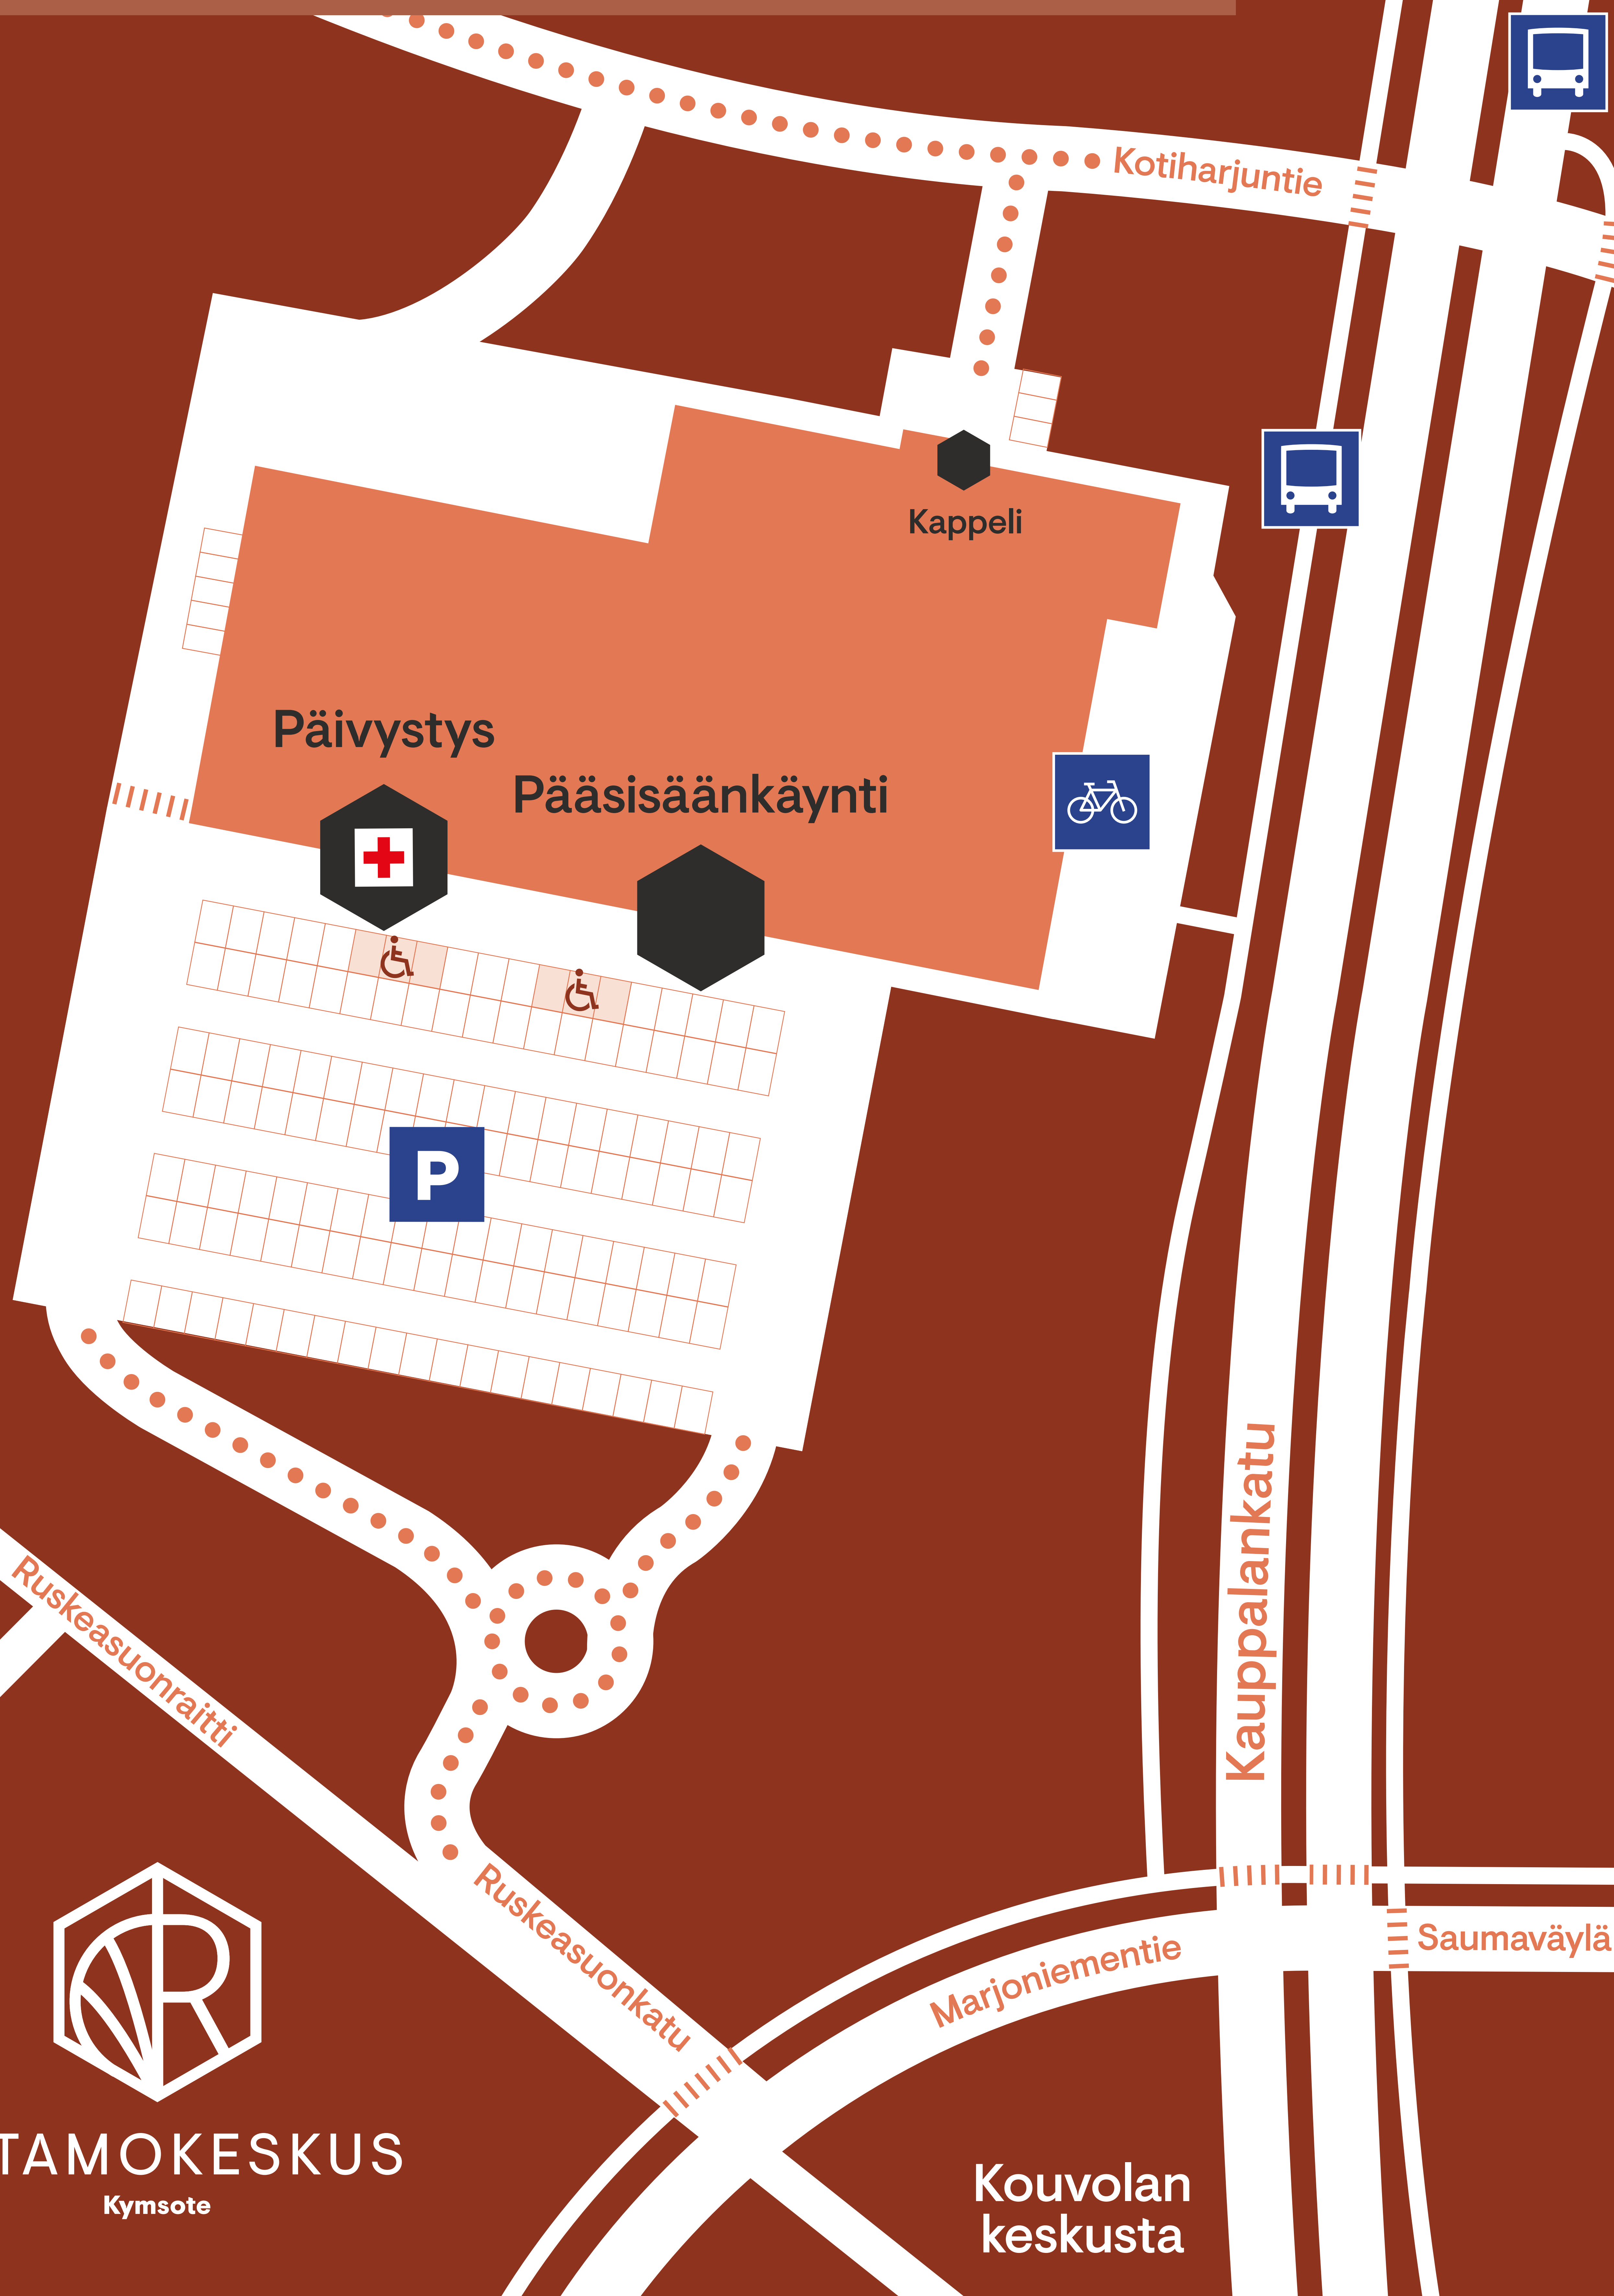 Kotiharjuntie
Kappeli
Päivystys
Pääsisäänkäynti
P
Kauppalankatu
Ruskeasuonraitti
Ruskeasuonkatu
Marjoniementie
Saumaväylä
R
TAMOKESKUS
Kymsote
Kouvolan
keskusta